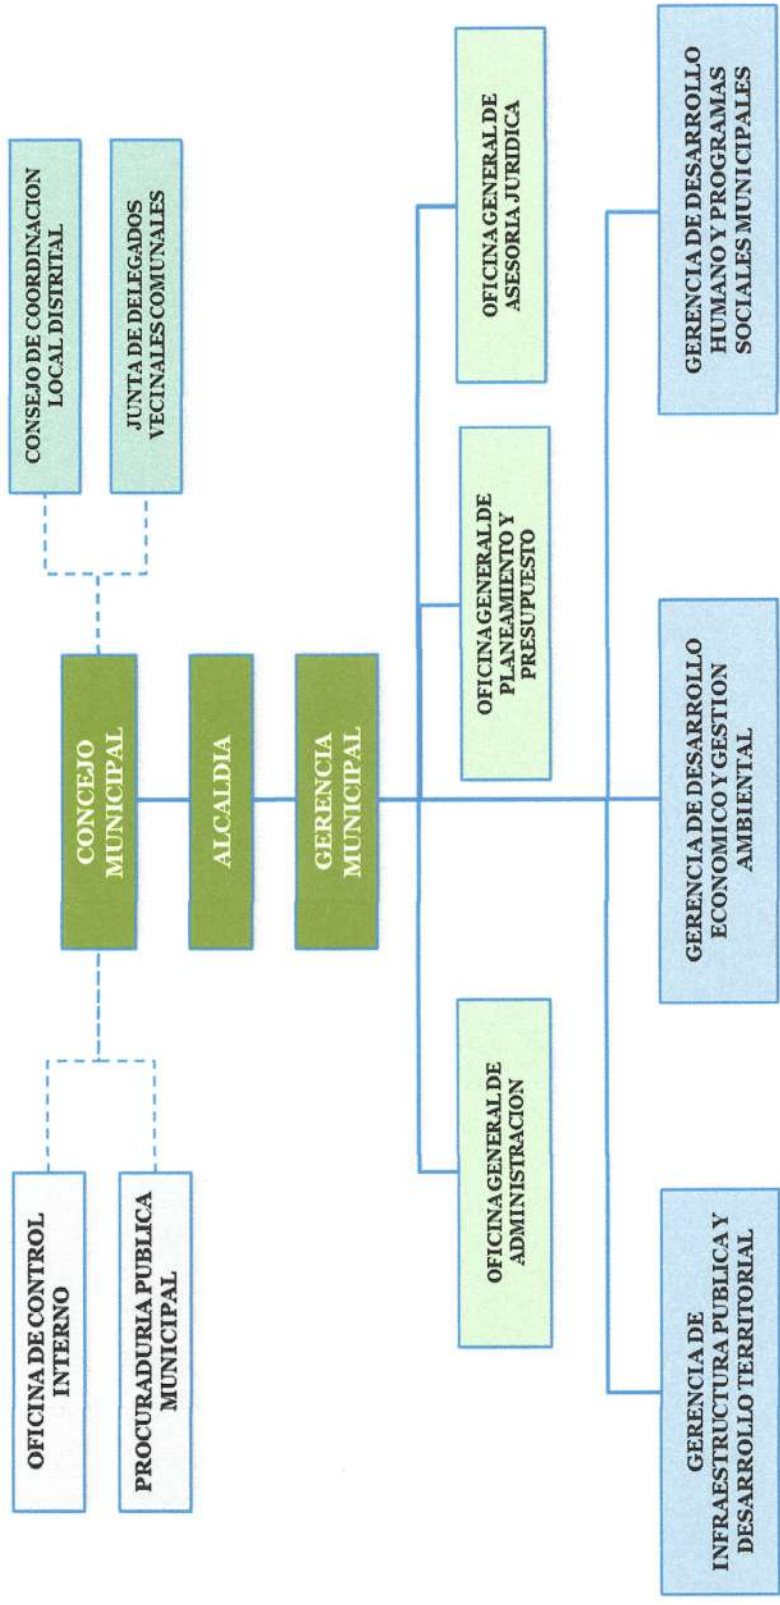 CONCEJO
MUNICIPAL
ALCALDIA
GERENCIA
MUNICIPAL
OFICINA DE CONTROL
INTERNO
PROCURADURIA PUBLICA
MUNICIPAL
CONSEJO DE COORDINACION
LOCAL DISTRITAL
JUNTA DE DELEGADOS
VECINALES COMUNALES
OFICINA GENERAL DE
ADMINISTRACION
OFICINA GENERAL DE
PLANEAMIENTO Y
PRESUPUESTO
OFICINA GENERAL DE
ASESORIA JURIDICA
GERENCIA DE
INFRAESTRUCTURA PUBLICA Y
DESARROLLO TERRITORIAL
GERENCIA DE DESARROLLO
ECONOMICO Y GESTION
AMBIENTAL
GERENCIA DE DESARROLLO
HUMANO Y PROGRAMAS
SOCIALES MUNICIPALES